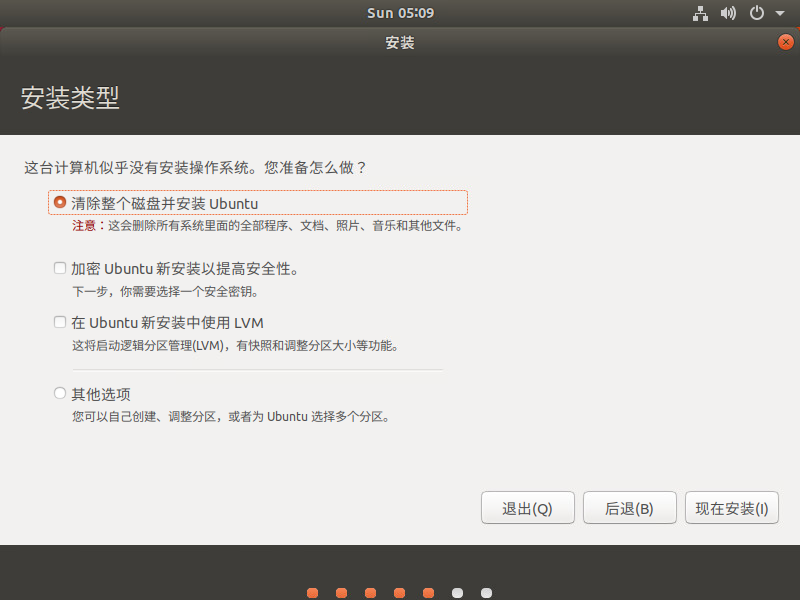 Sun 05:09
安装
安装类型
这台计算机似乎没有安装操作系统。您准备怎么做？
清除整个磁盘并安装 Ubuntu
注意：这会删除所有系统里面的全部程序、文档、照片、音乐和其他文件。
加密 Ubuntu 新安装以提高安全性。
下一步，你需要选择一个安全密钥。
在 Ubuntu 新安装中使用 LVM
这将启动逻辑分区管理(LVM)，有快照和调整分区大小等功能。
其他选项
您可以自己创建、调整分区，或者为 Ubuntu 选择多个分区。
退出(Q) 后退(B) 现在安装(I)